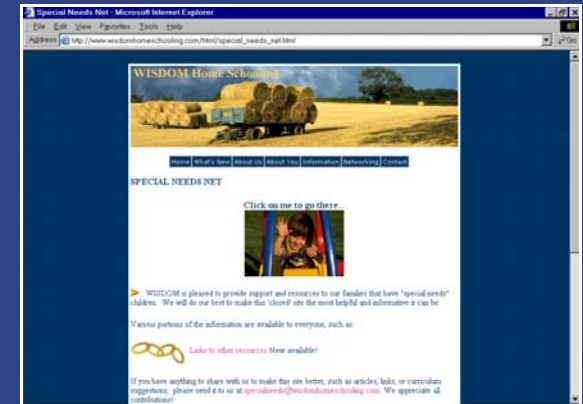 Special Needs Net - Microsoft Internet Explorer
File Edit View Favorites Tools Help
Address http://www.wisdomhomeschooling.com/html/special_needs_net.html Go
WISDOM Home Schooling
Home What's New About Us About You Information Networking Contact
SPECIAL NEEDS NET
Click on me to go there...
WISDOM is pleared to provide support and resources to our families that have "special needs"
children. We will do our best to make this 'closed' site the most helpful and informative it can be.
Various portions of the information are available to everyone, such as:
Links to other resources Now available!
If you have anything to share with us to make this site better, such as articles, links, or curriculum
suggestions, please send it to us at specialneeds@wisdomhomeschooling.com. We appreciate all
contributions!